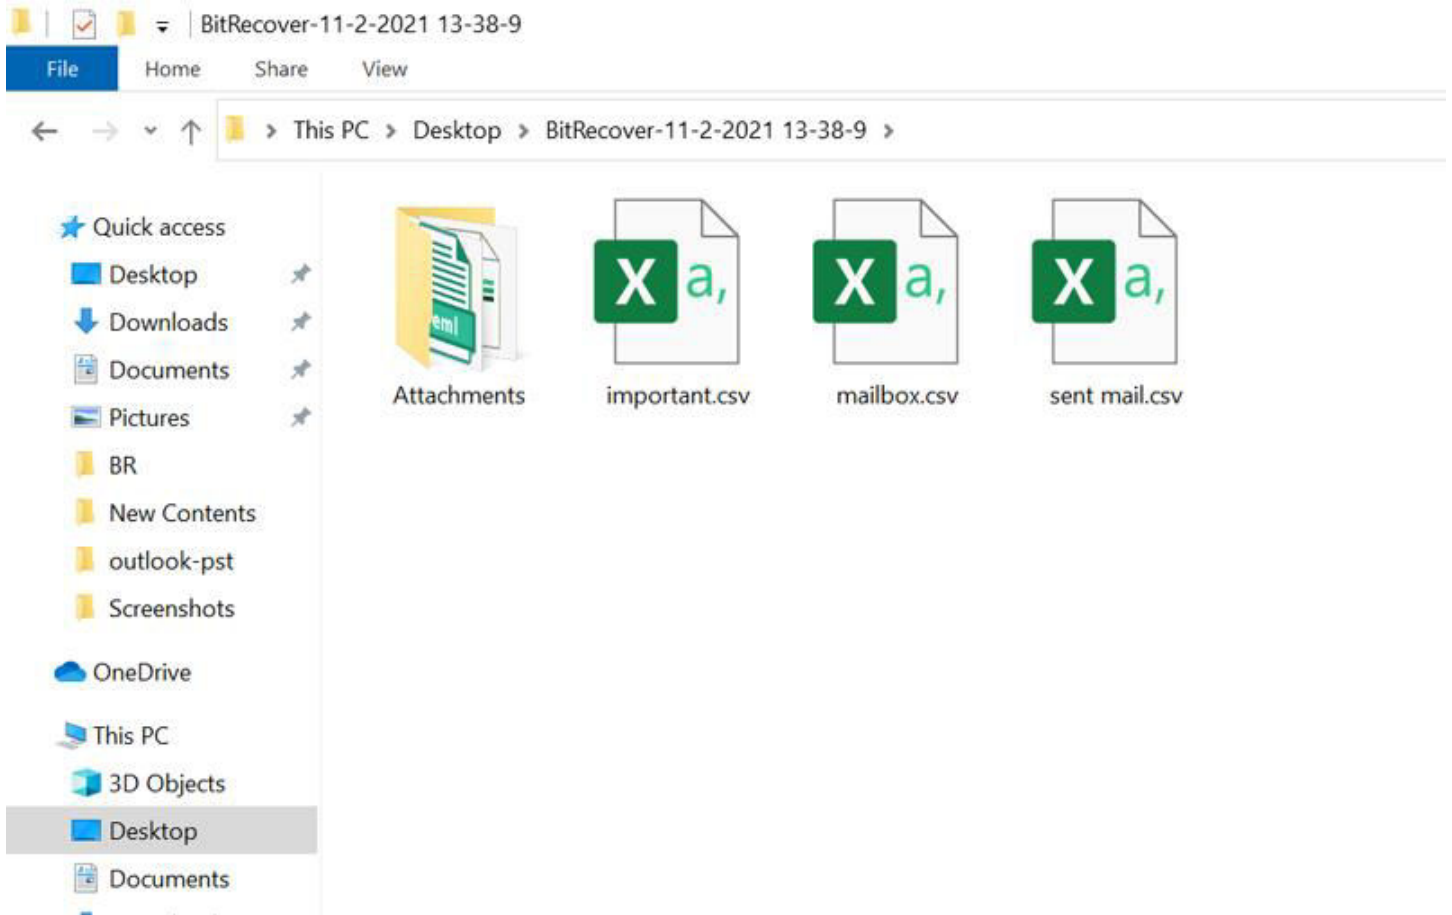 BitRecover-11-2-2021 13-38-9
File Home Share View
This PC > Desktop > BitRecover-11-2-2021 13-38-9 >
Quick access
Desktop
Downloads
Documents
Pictures
BR
New Contents
outlook-pst
Screenshots
OneDrive
This PC
3D Objects
Desktop
Documents
eml
X a, X a, X a,
Attachments important.csv mailbox.csv sent mail.csv